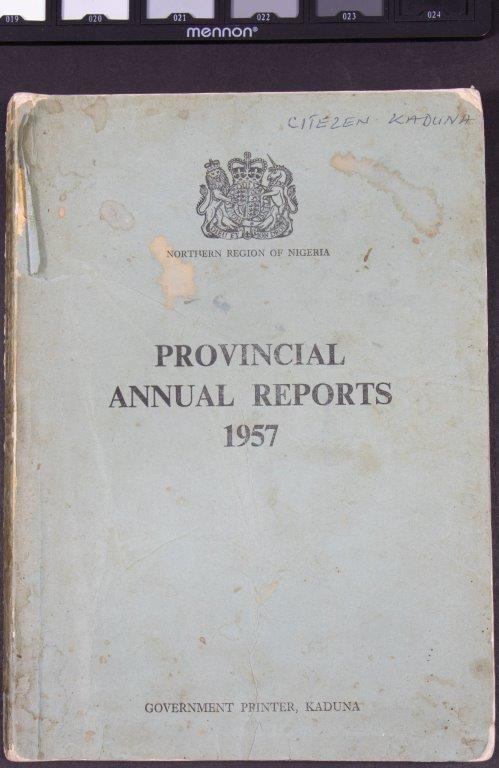 019 020 021 022 023 024
mennon®
CITEZEN KADUNA
NORTHERN REGION OF NIGERIA
PROVINCIAL
ANNUAL REPORTS
1957
GOVERNMENT PRINTER, KADUNA